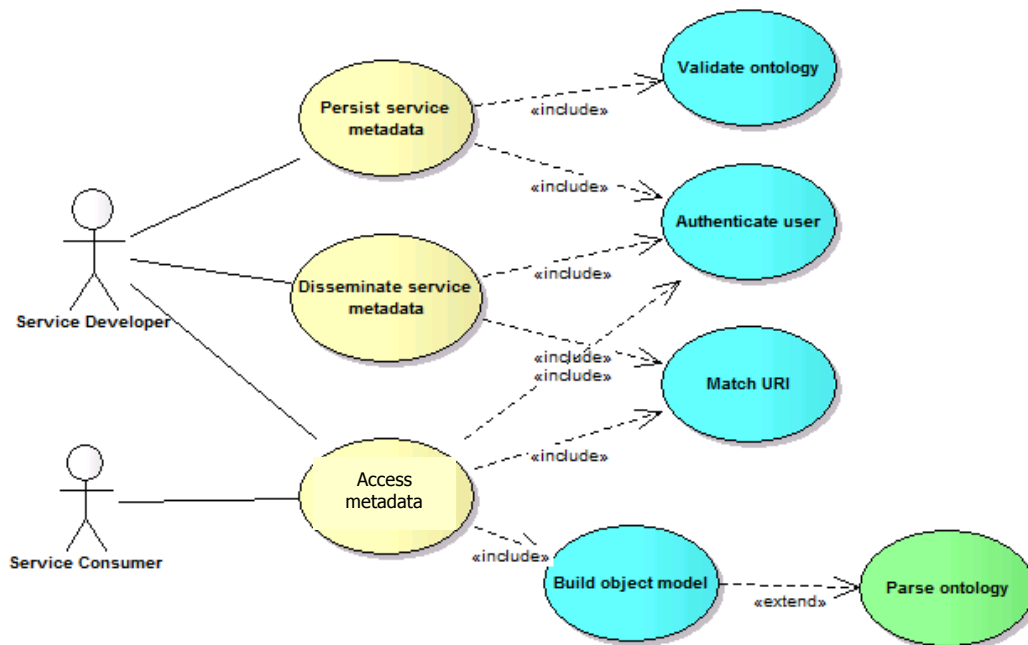 Validate ontology
Persist service
metadata
«include»
«include»
Authenticate user
Disseminate service
metadata
«include»
Service Developer
«include»
«include»
Match URI
Access
metadata
«include»
Service Consumer
«include»
Build object model
«extend»
Parse ontology